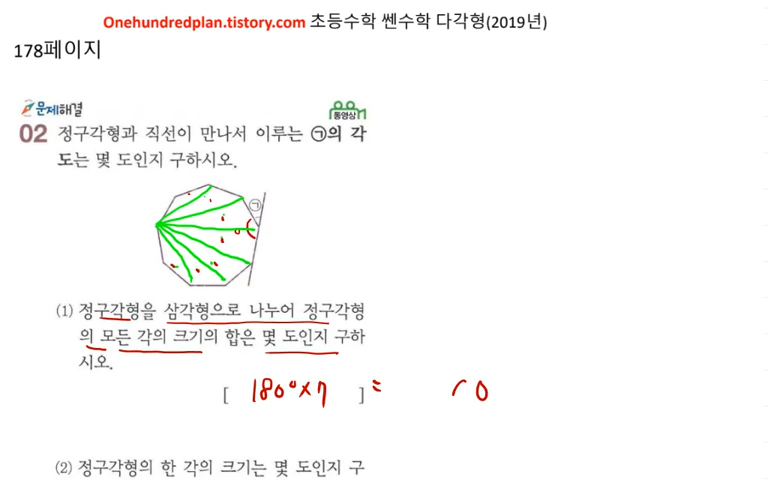 Onehundredplan.tistory.com 초등수학 쎈수학 다각형(2019년)
178페이지
문제해결
동영상
02 정구각형과 직선이 만나서 이루는 ㉠의 각
도는 몇 도인지 구하시오.
㉠
(1) 정구각형을 삼각형으로 나누어 정구각형
의 모든 각의 크기의 합은 몇 도인지 구하
시오.
[ 180°×7 ] =
(2) 정구각형의 한 각의 크기는 몇 도인지 구